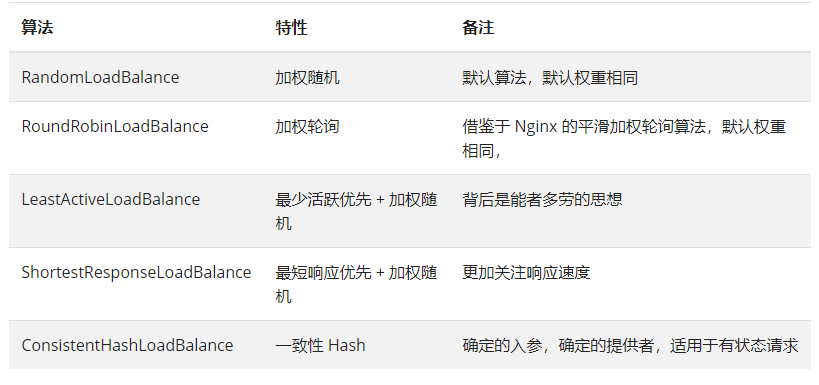 算法 特性 备注
RandomLoadBalance 加权随机 默认算法，默认权重相同
RoundRobinLoadBalance 加权轮询 借鉴于 Nginx 的平滑加权轮询算法，默认权重
相同，
LeastActiveLoadBalance 最少活跃优先 + 加权随 背后是能者多劳的思想
机
ShortestResponseLoadBalance 最短响应优先 + 加权随 更加关注响应速度
机
ConsistentHashLoadBalance 一致性 Hash 确定的入参，确定的提供者，适用于有状态请求